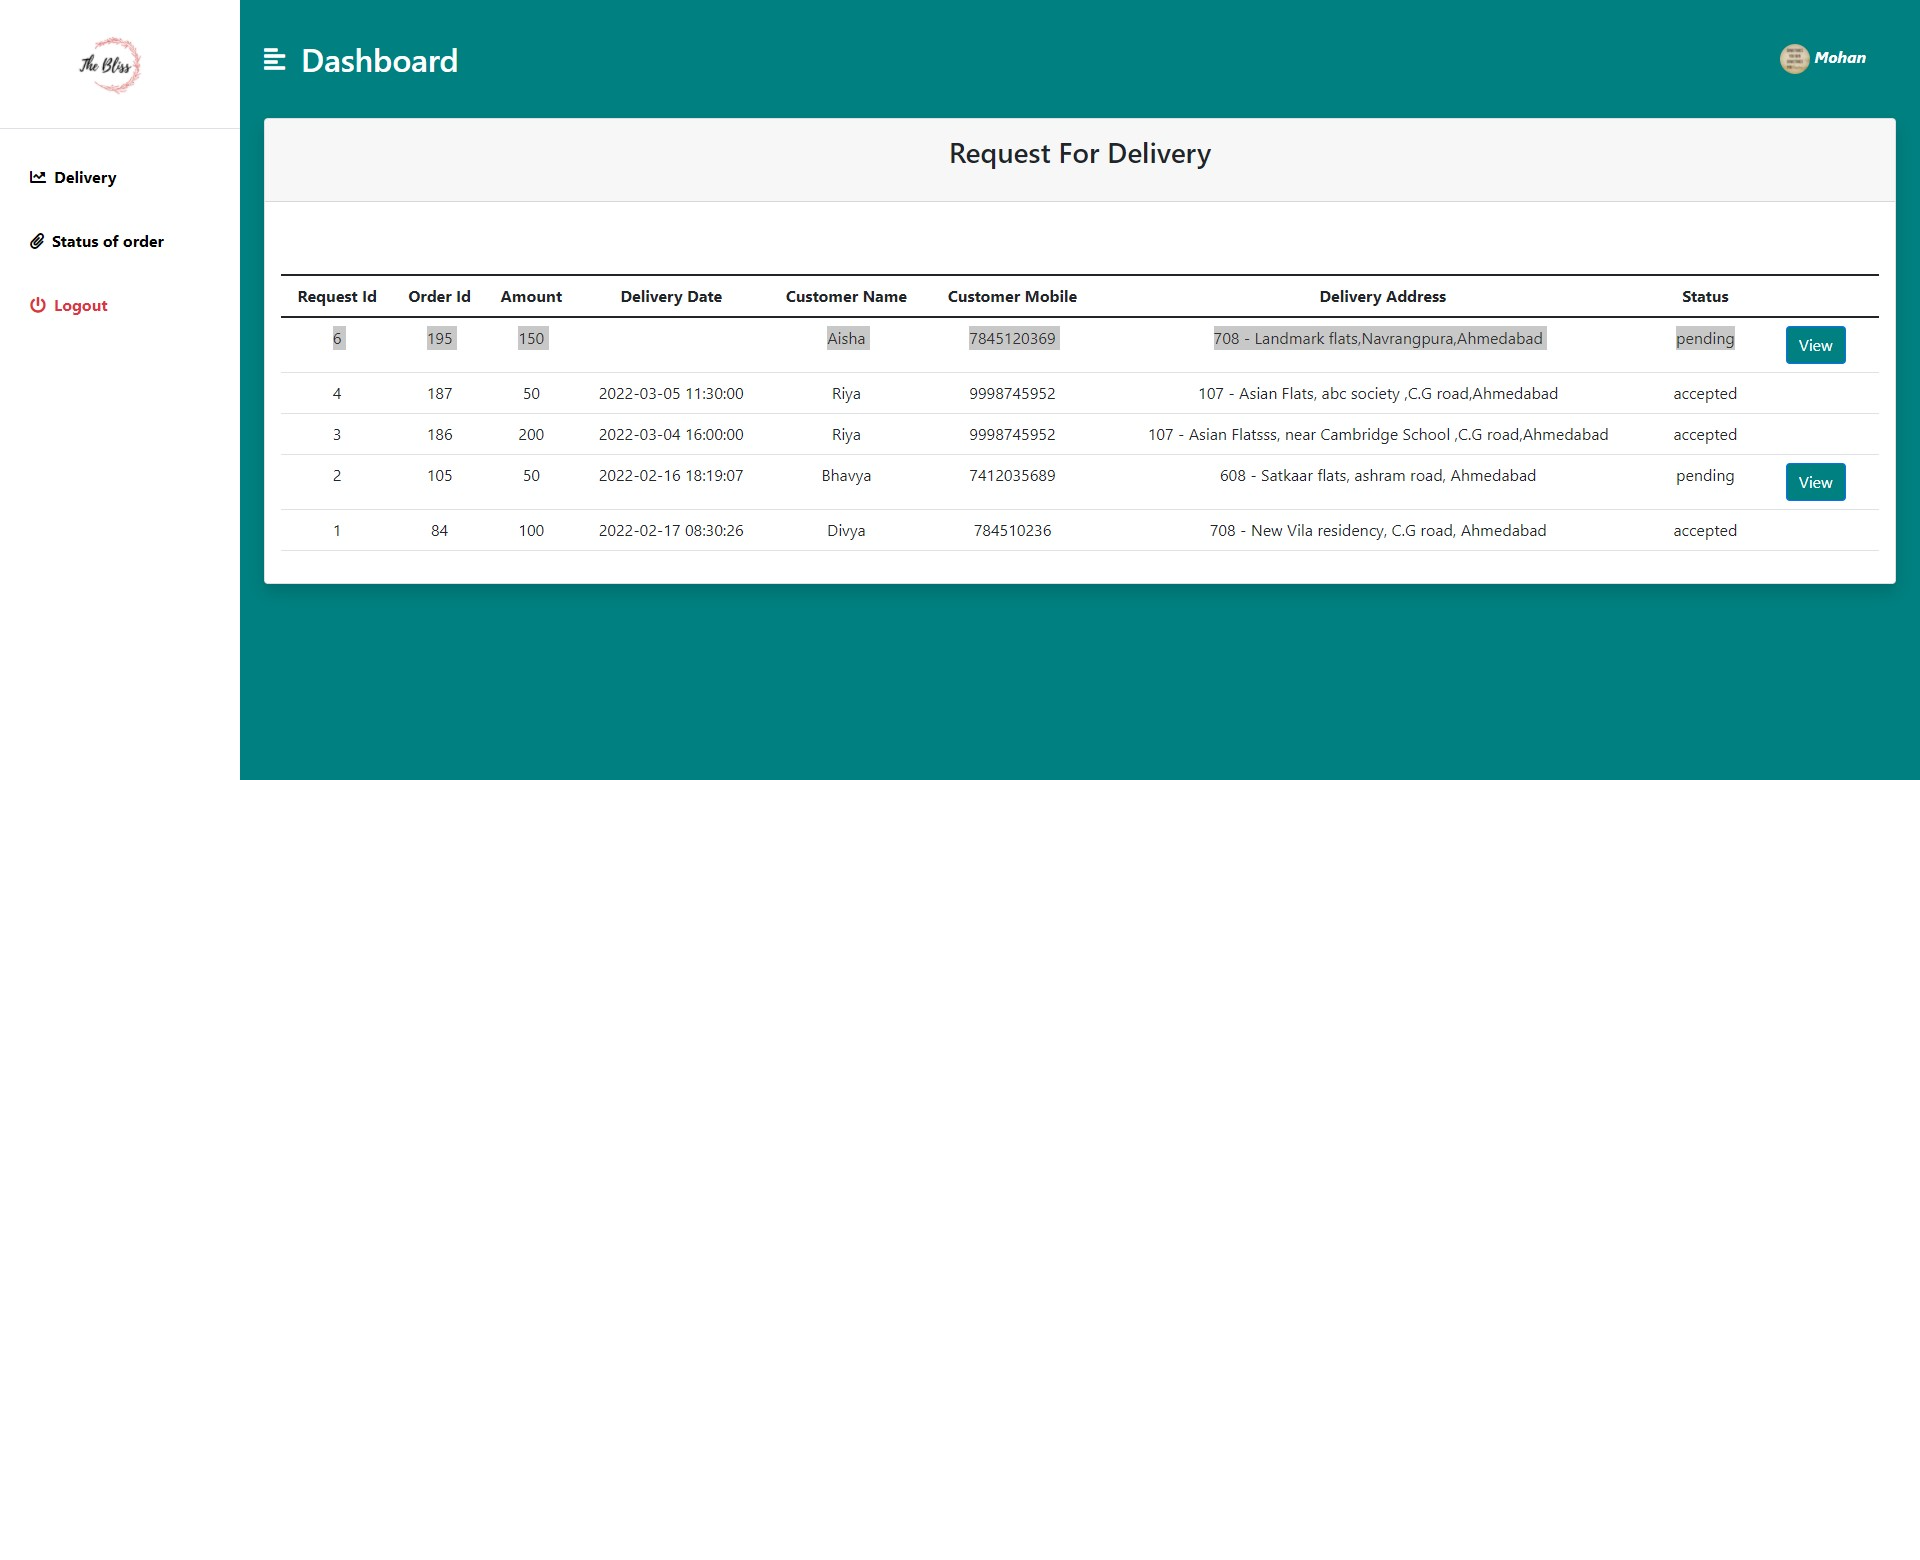 The Bliss
Dashboard
Mohan
Delivery
Status of order
Logout
Request For Delivery
Request Id Order Id Amount Delivery Date Customer Name Customer Mobile Delivery Address Status
6 195 150 Aisha 7845120369 708 - Landmark flats,Navrangpura,Ahmedabad pending View
4 187 50 2022-03-05 11:30:00 Riya 9998745952 107 - Asian Flats, abc society ,C.G road,Ahmedabad accepted
3 186 200 2022-03-04 16:00:00 Riya 9998745952 107 - Asian Flatsss, near Cambridge School ,C.G road,Ahmedabad accepted
2 105 50 2022-02-16 18:19:07 Bhavya 7412035689 608 - Satkaar flats, ashram road, Ahmedabad pending View
1 84 100 2022-02-17 08:30:26 Divya 784510236 708 - New Vila residency, C.G road, Ahmedabad accepted